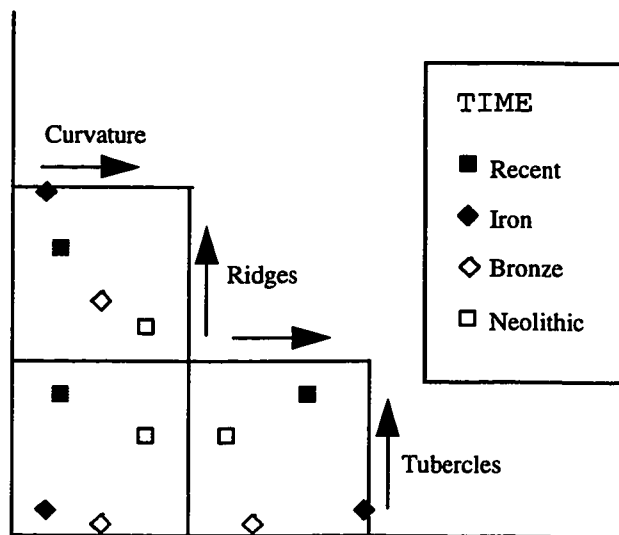 Curvature
Ridges
Tubercles
TIME
Recent
Iron
Bronze
Neolithic